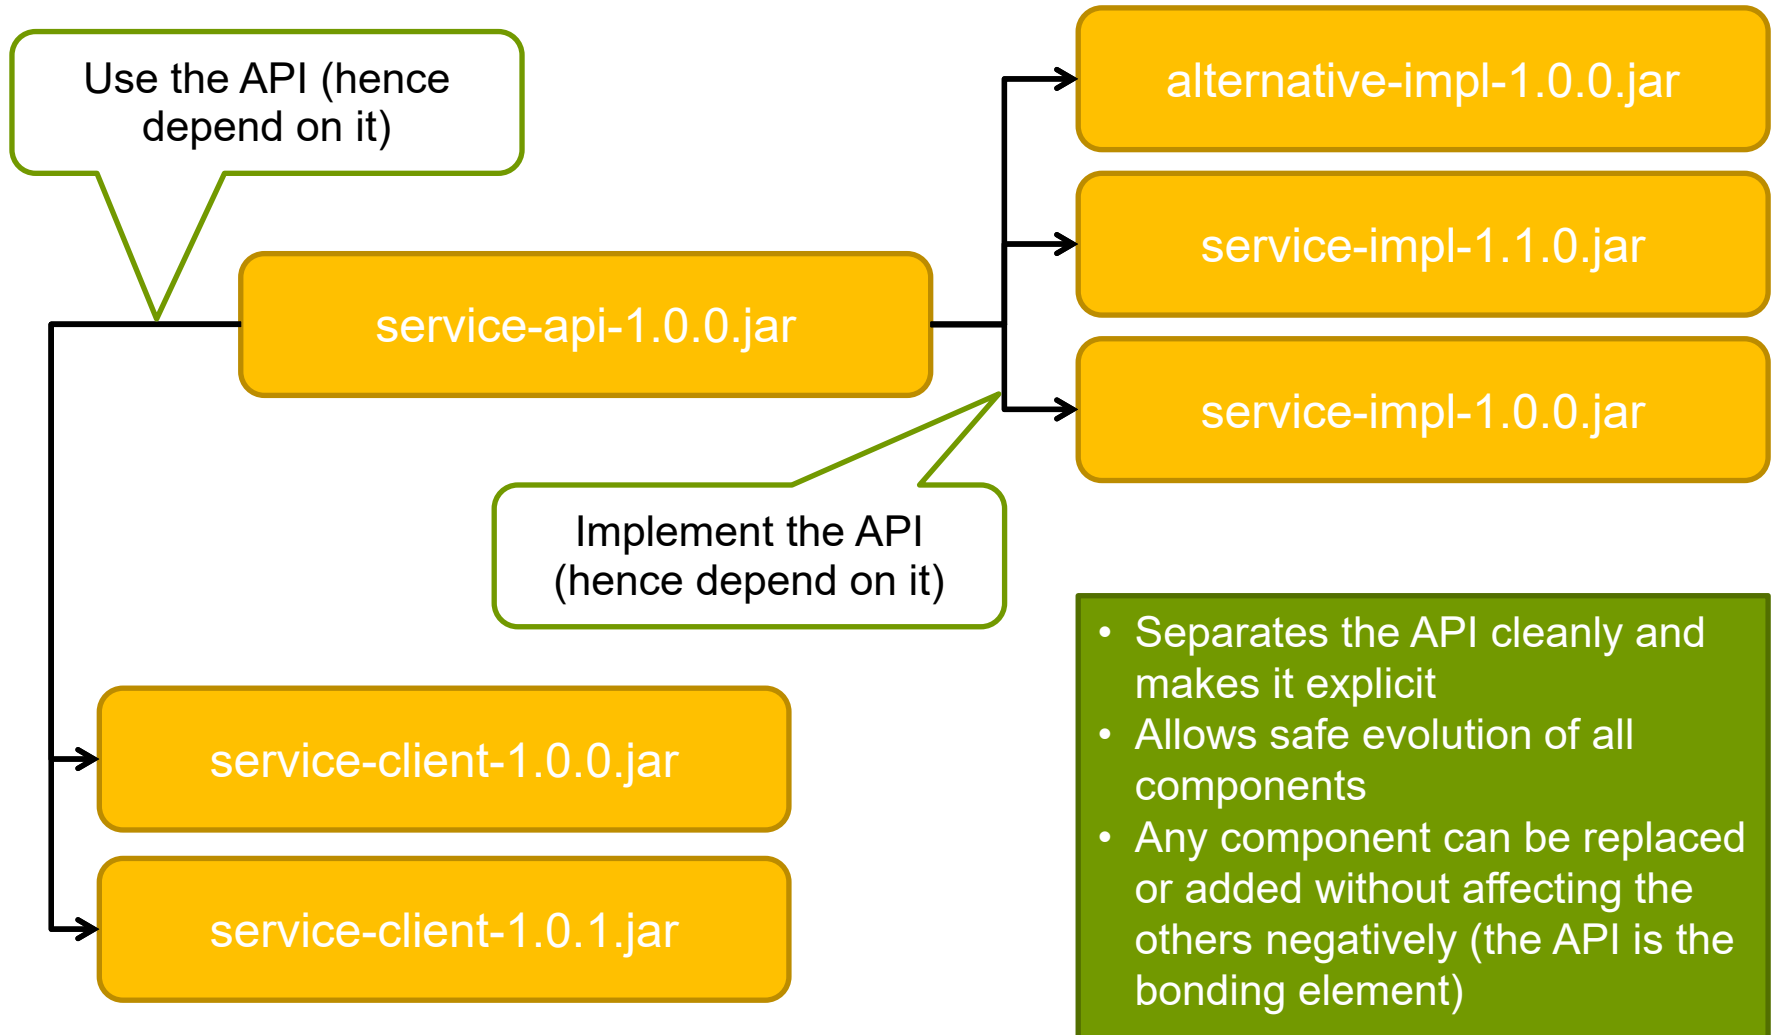 Use the API (hence
depend on it)
alternative-impl-1.0.0.jar
service-impl-1.1.0.jar
service-api-1.0.0.jar
service-impl-1.0.0.jar
Implement the API
(hence depend on it)
• Separates the API cleanly and
makes it explicit
• Allows safe evolution of all
components
• Any component can be replaced
or added without affecting the
others negatively (the API is the
bonding element)
service-client-1.0.0.jar
service-client-1.0.1.jar